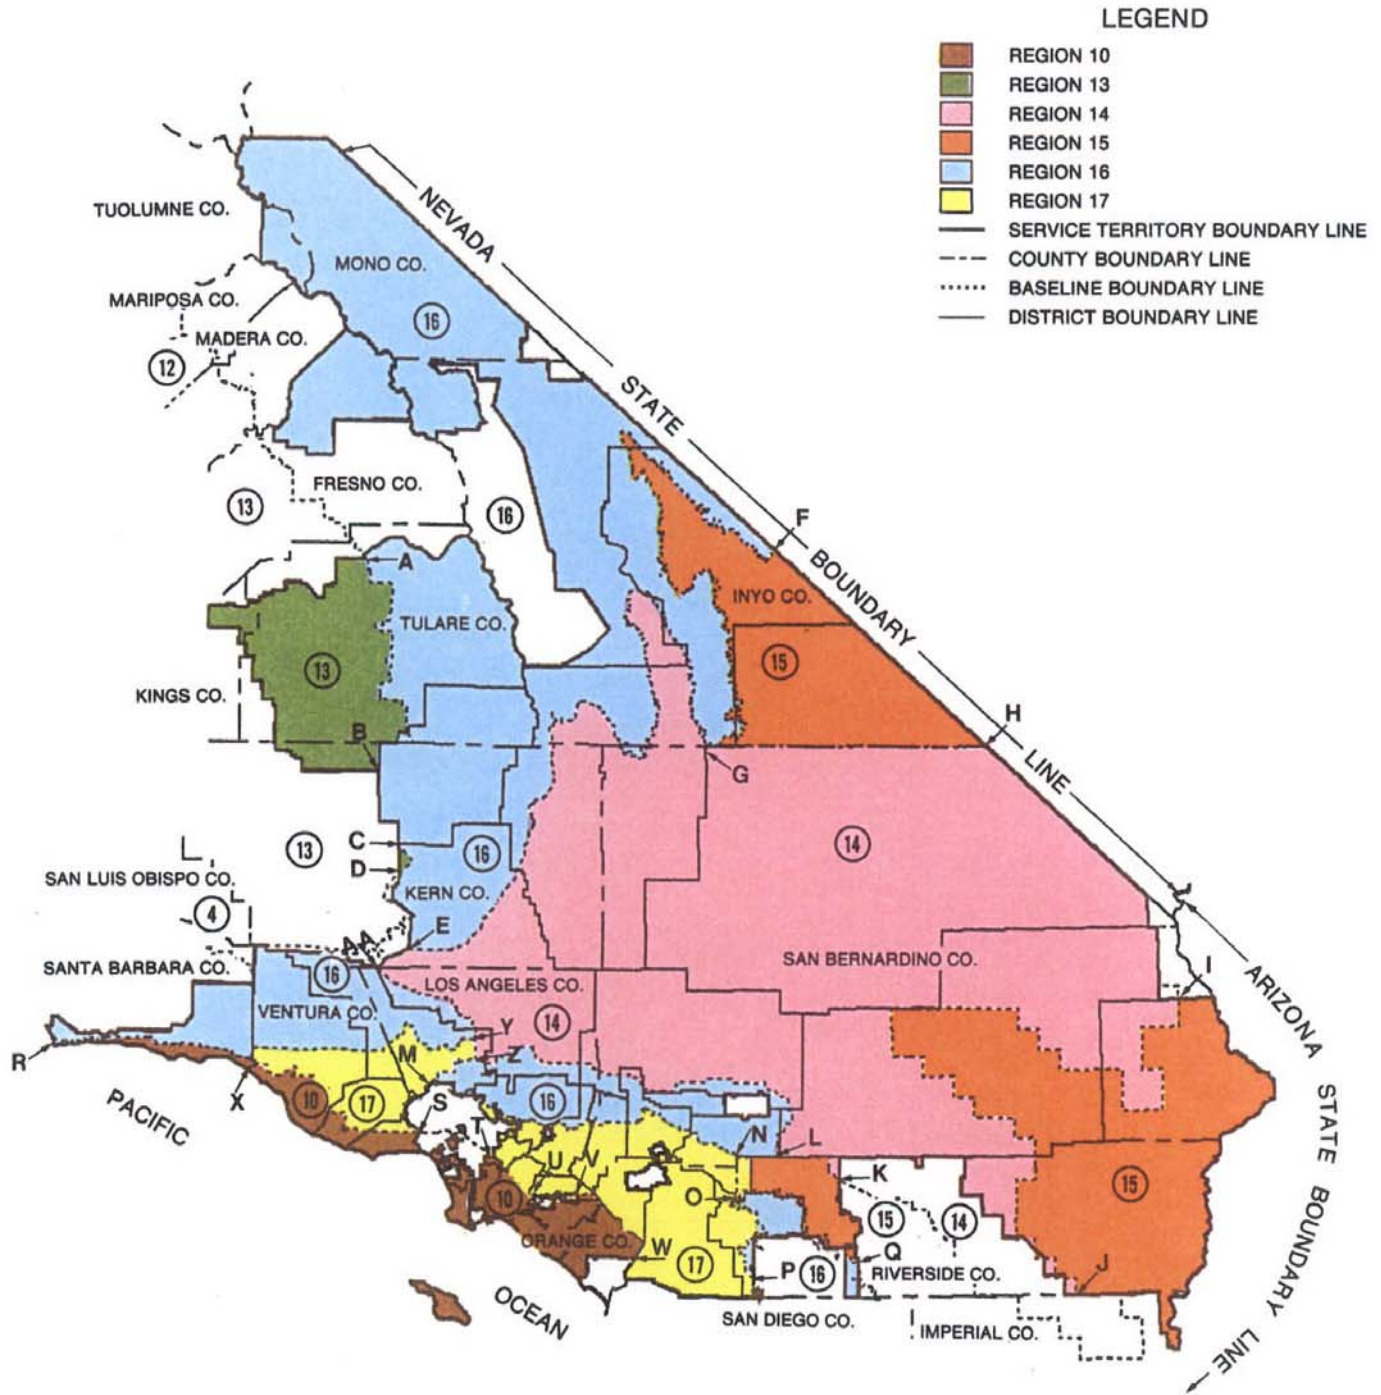 LEGEND
REGION 10
REGION 13
REGION 14
REGION 15
REGION 16
REGION 17
SERVICE TERRITORY BOUNDARY LINE
COUNTY BOUNDARY LINE
BASELINE BOUNDARY LINE
DISTRICT BOUNDARY LINE
NEVADA STATE BOUNDARY LINE
TUOLUMNE CO.
MONO CO.
MARIPOSA CO.
16
MADERA CO.
12
FRESNO CO.
13
16
F
A
INYO CO.
TULARE CO.
15
13
KINGS CO.
H
B
G
C
13
16
14
D
SAN LUIS OBISPO CO.
KERN CO.
4
E
AA
SANTA BARBARA CO.
16
SAN BERNARDINO CO.
I
LOS ANGELES CO.
VENTURA CO.
14
ARIZONA STATE BOUNDARY LINE
Y
R
M
Z
X
10
17
S
16
PACIFIC OCEAN
T
N
L
U
V
K
15
10
O
15
14
ORANGE CO.
W
Q
17
P
16
RIVERSIDE CO.
J
SAN DIEGO CO.
IMPERIAL CO.